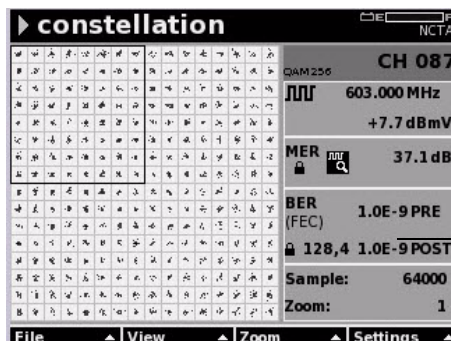 constellation
E F
NCTA
QAM256 CH 087
603.000 MHz
+7.7 dBmV
MER 37.1 dB
BER
(FEC) 1.0E-9 PRE
128,4 1.0E-9 POST
Sample: 64000
Zoom: 1
File View Zoom Settings